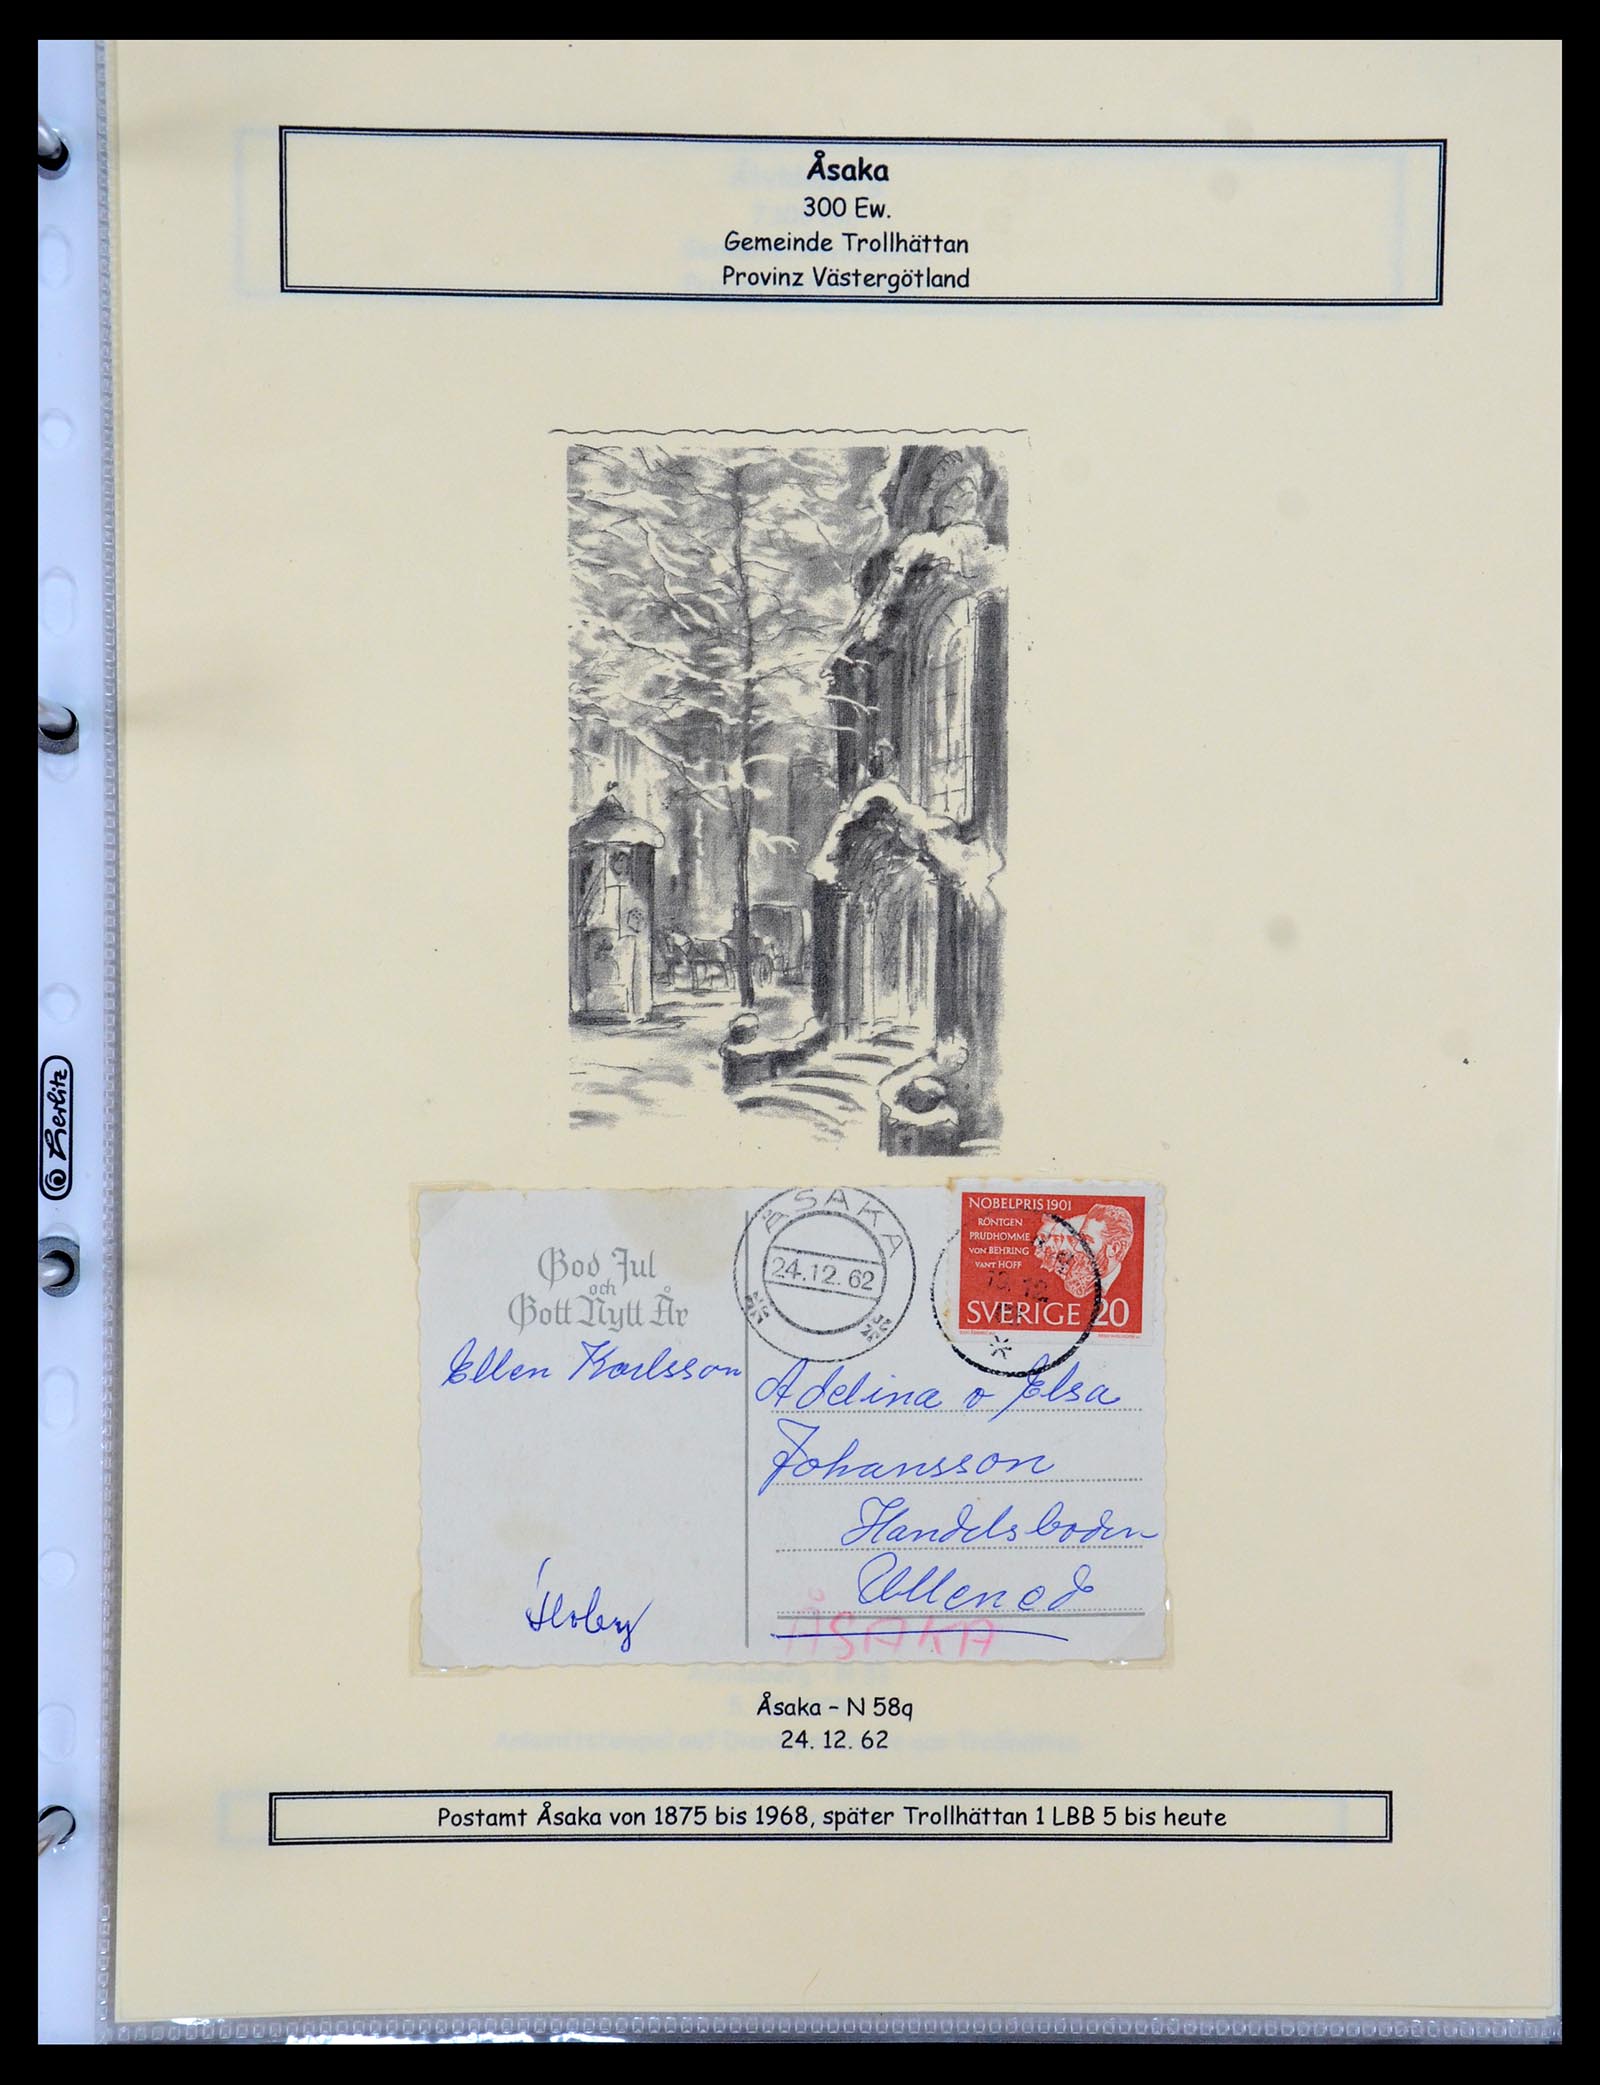 Åsaka
300 Ew.
Gemeinde Trollhättan
Provinz Västergötland
Herlitz
God Jul
och
Gott Nytt År
Ellen Karlsson
ÅSAKA
24.12.62
NOBELPRIS 1901
RÖNTGEN
PRUDHOMME
VON BEHRING
VANT HOFF
SVERIGE 20
Adelina o Elsa
Johansson
Handelsboden
Ullened
ÅSAKA
Åsaka – N 58q
24. 12. 62
Postamt Åsaka von 1875 bis 1968, später Trollhättan 1 LBB 5 bis heute